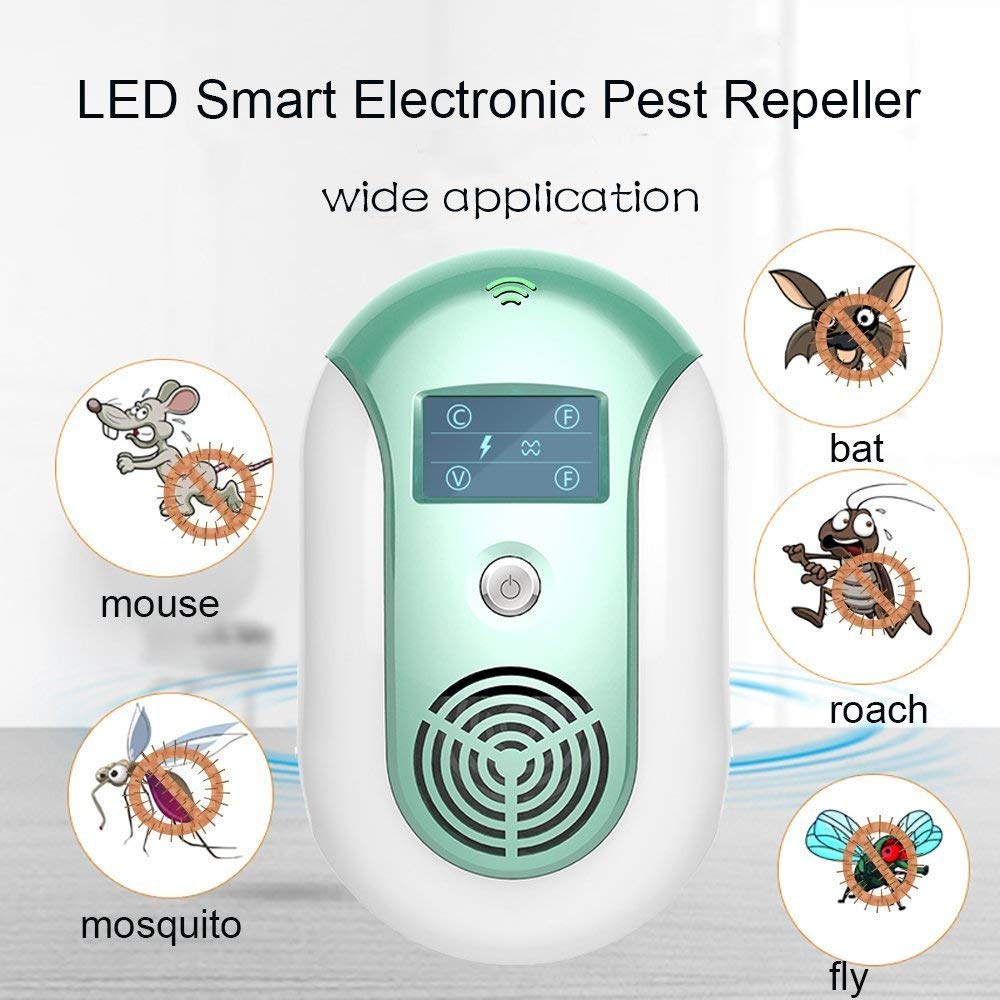 LED Smart Electronic Pest Repeller
wide application
C F
V F
mouse
mosquito
bat
roach
fly